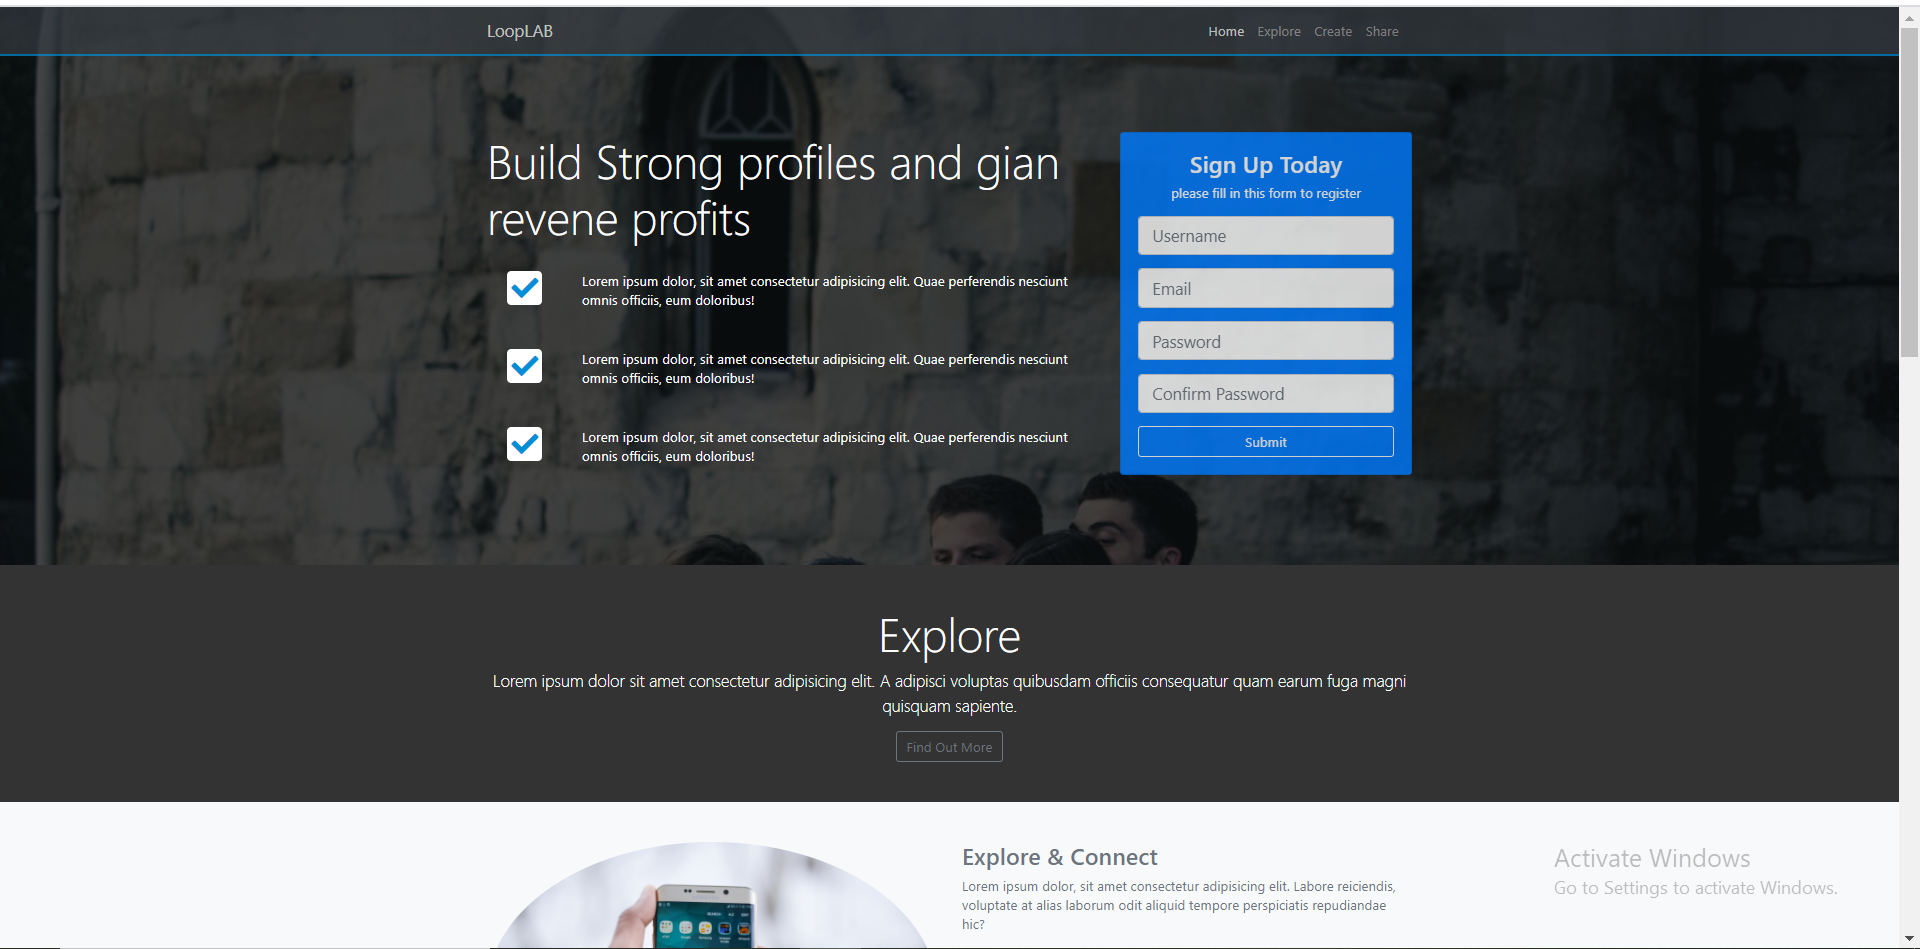 LoopLAB
Home Explore Create Share
Build Strong profiles and gian
revene profits
Lorem ipsum dolor, sit amet consectetur adipisicing elit. Quae perferendis nesciunt
omnis officiis, eum doloribus!
Lorem ipsum dolor, sit amet consectetur adipisicing elit. Quae perferendis nesciunt
omnis officiis, eum doloribus!
Lorem ipsum dolor, sit amet consectetur adipisicing elit. Quae perferendis nesciunt
omnis officiis, eum doloribus!
Sign Up Today
please fill in this form to register
Username
Email
Password
Confirm Password
Submit
Explore
Lorem ipsum dolor sit amet consectetur adipisicing elit. A adipisci voluptas quibusdam officiis consequatur quam earum fuga magni
quisquam sapiente.
Find Out More
Explore & Connect
Lorem ipsum dolor, sit amet consectetur adipisicing elit. Labore reiciendis,
voluptate at alias laborum odit aliquid tempore perspiciatis repudiandae
hic?
Activate Windows
Go to Settings to activate Windows.